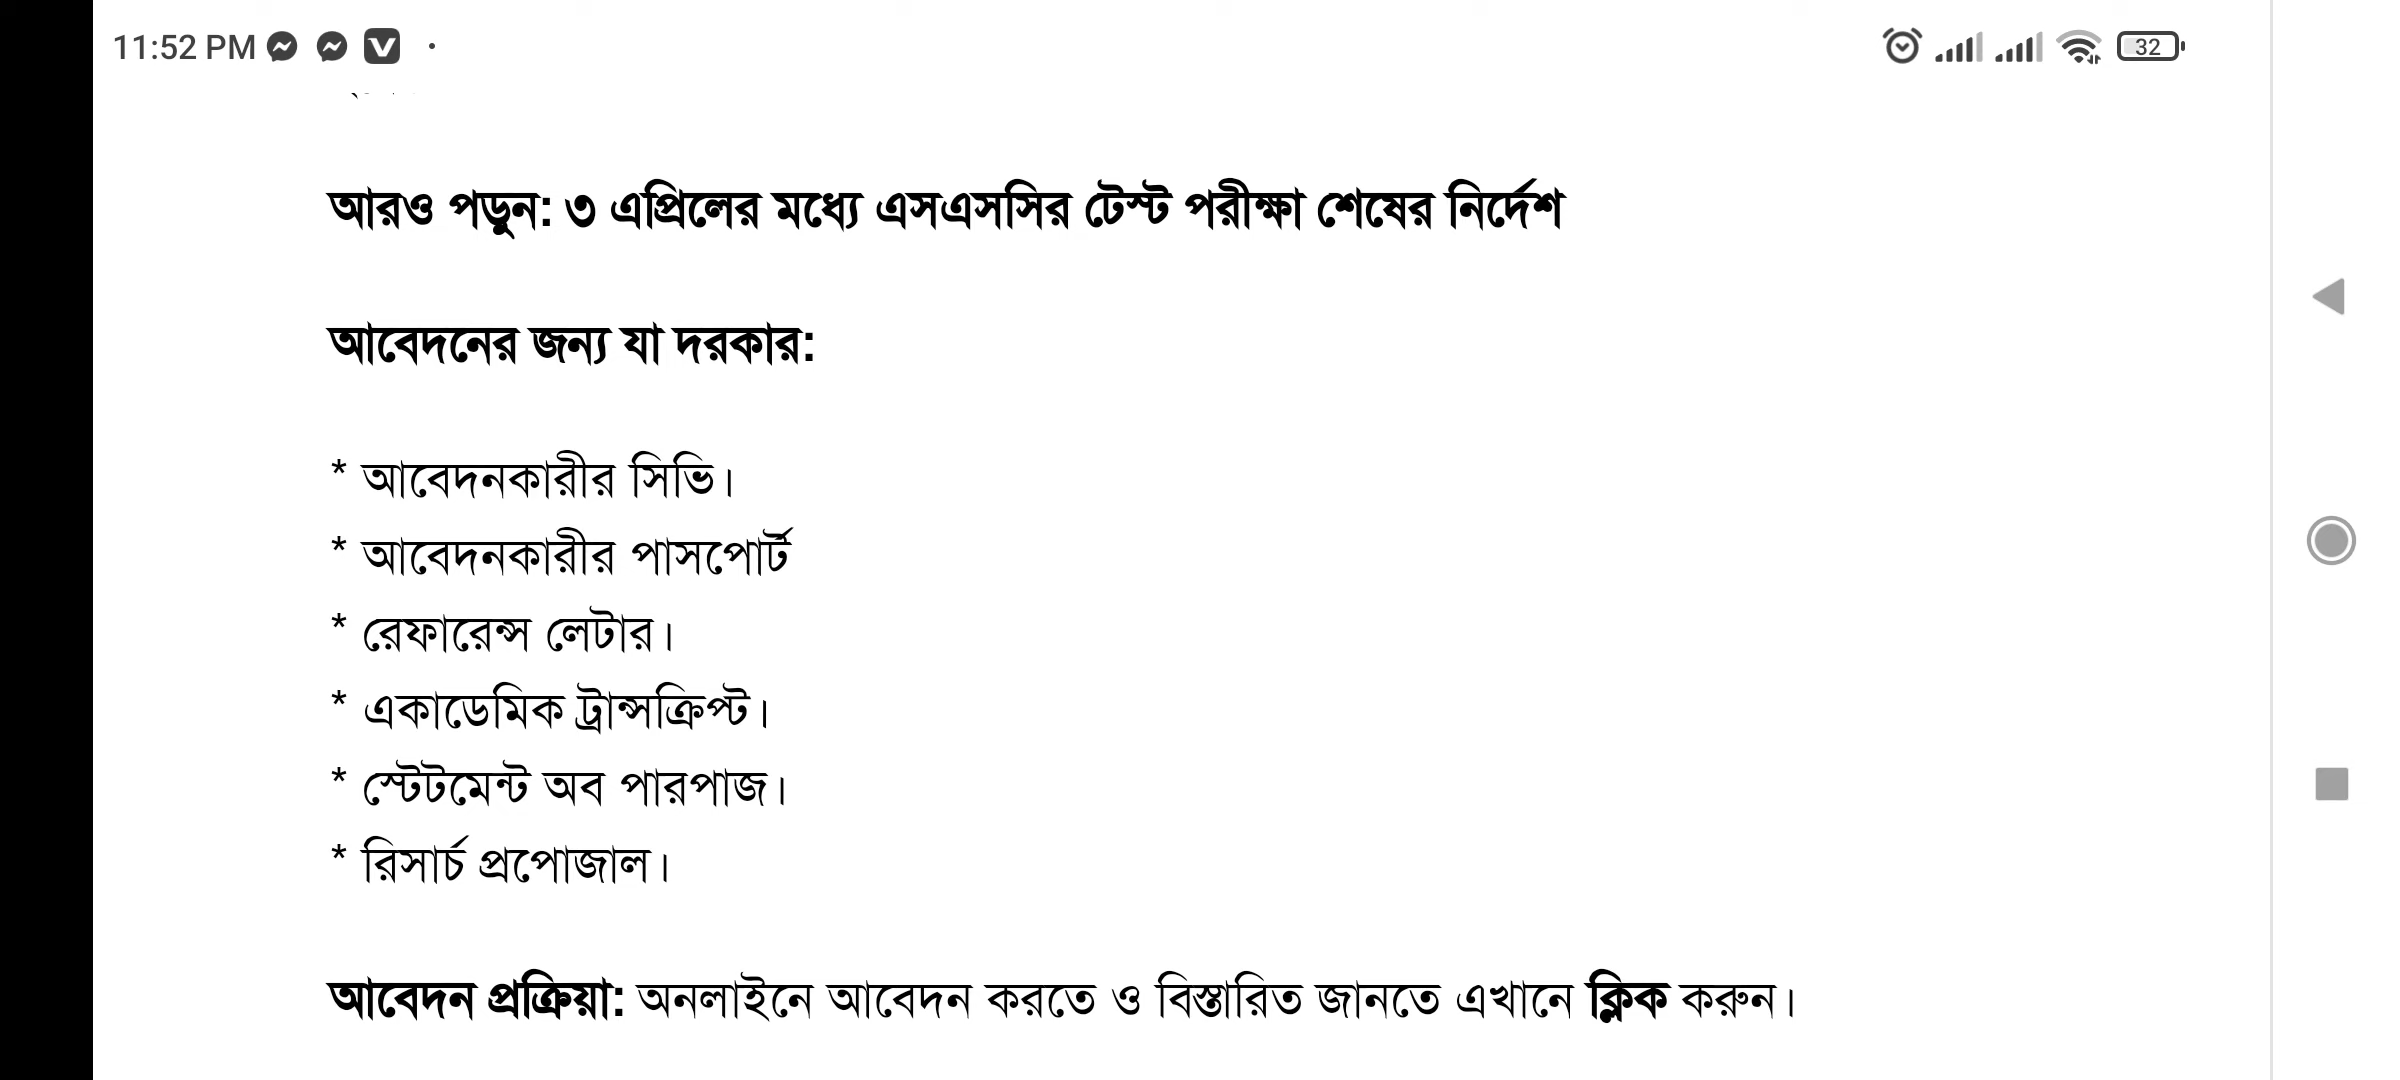 11:52 PM
32
আরও পড়ুন: ৩ এপ্রিলের মধ্যে এসএসসির টেস্ট পরীক্ষা শেষের নির্দেশ
আবেদনের জন্য যা দরকার:
* আবেদনকারীর সিভি।
* আবেদনকারীর পাসপোর্ট
* রেফারেন্স লেটার।
* একাডেমিক ট্রান্সক্রিপ্ট।
* স্টেটমেন্ট অব পারপাজ।
* রিসার্চ প্রপোজাল।
আবেদন প্রক্রিয়া: অনলাইনে আবেদন করতে ও বিস্তারিত জানতে এখানে ক্লিক করুন।